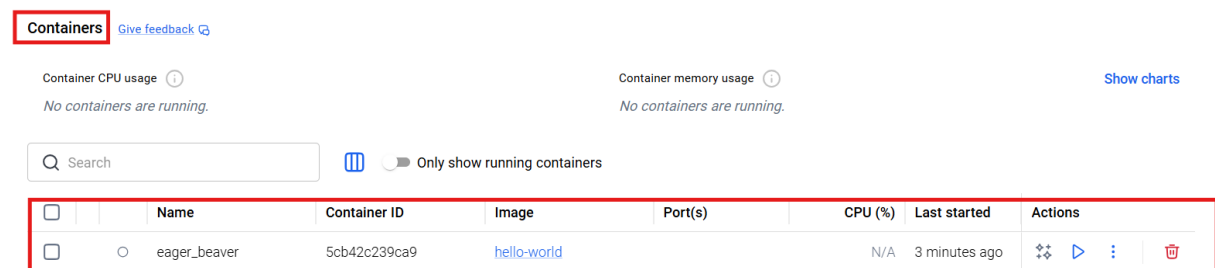 Containers Give feedback
Container CPU usage Container memory usage Show charts
No containers are running. No containers are running.
Search Only show running containers
Name Container ID Image Port(s) CPU (%) Last started Actions
eager_beaver 5cb42c239ca9 hello-world N/A 3 minutes ago